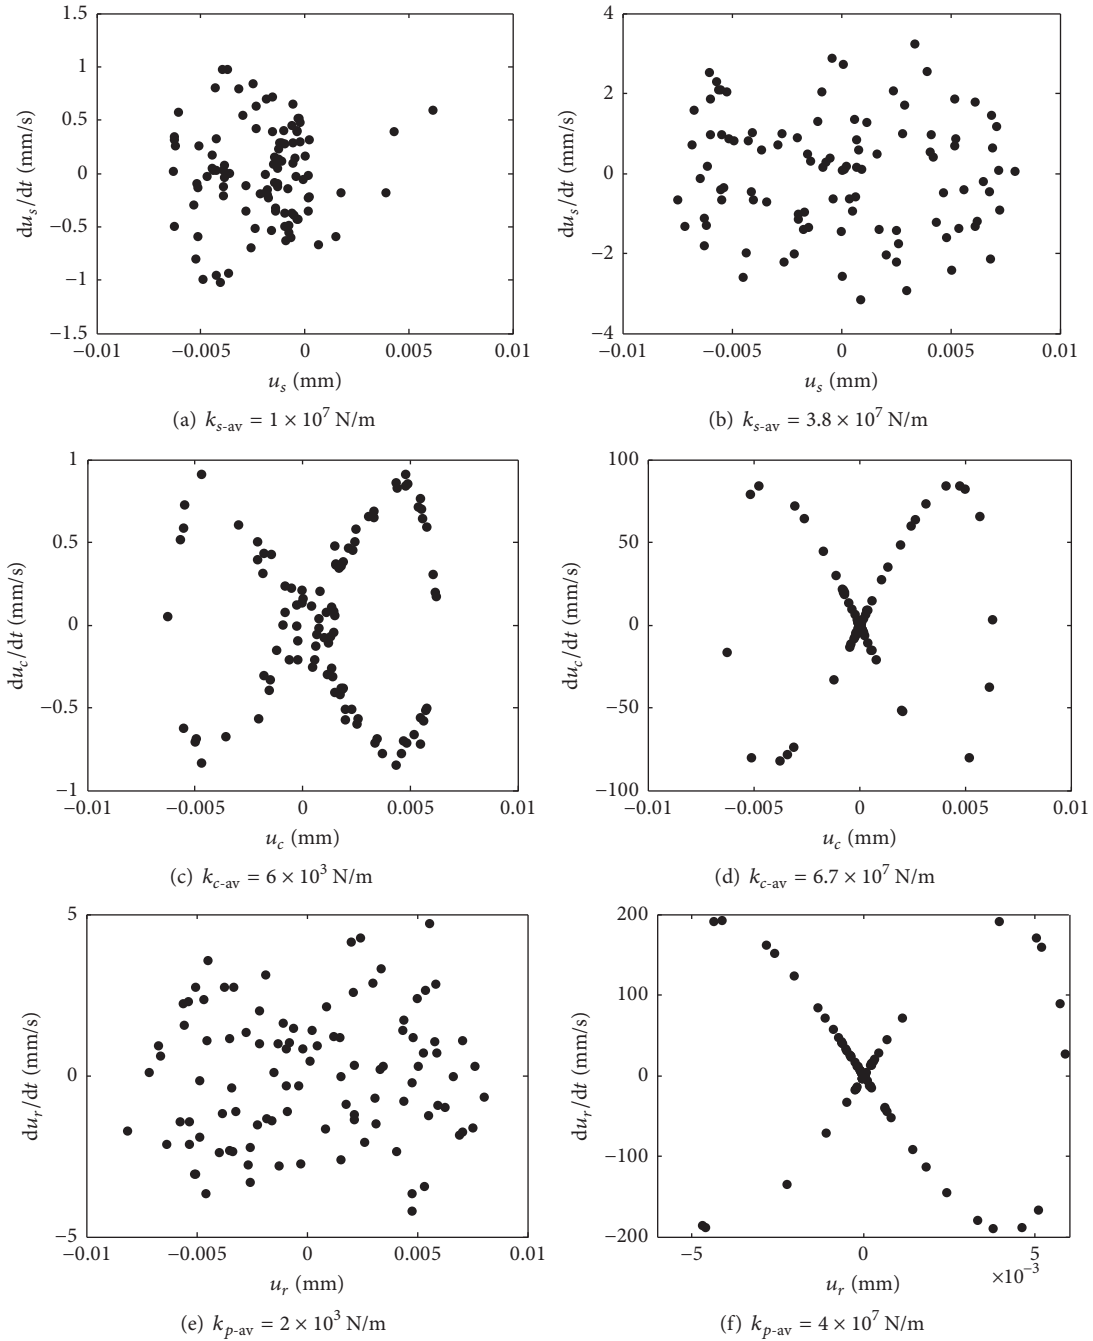 1.5
1
0.5
0
−0.5
−1
−1.5
du_s/dt (mm/s)
−0.01 −0.005 0 0.005 0.01
u_s (mm)
(a) k_{s-av} = 1 × 10^7 N/m
4
2
0
−2
−4
du_s/dt (mm/s)
−0.01 −0.005 0 0.005 0.01
u_s (mm)
(b) k_{s-av} = 3.8 × 10^7 N/m
1
0.5
0
−0.5
−1
du_c/dt (mm/s)
−0.01 −0.005 0 0.005 0.01
u_c (mm)
(c) k_{c-av} = 6 × 10^3 N/m
100
50
0
−50
−100
du_c/dt (mm/s)
−0.01 −0.005 0 0.005 0.01
u_c (mm)
(d) k_{c-av} = 6.7 × 10^7 N/m
5
0
−5
du_r/dt (mm/s)
−0.01 −0.005 0 0.005 0.01
u_r (mm)
(e) k_{p-av} = 2 × 10^3 N/m
200
100
0
−100
−200
du_r/dt (mm/s)
−5 0 5
×10^{−3}
u_r (mm)
(f) k_{p-av} = 4 × 10^7 N/m